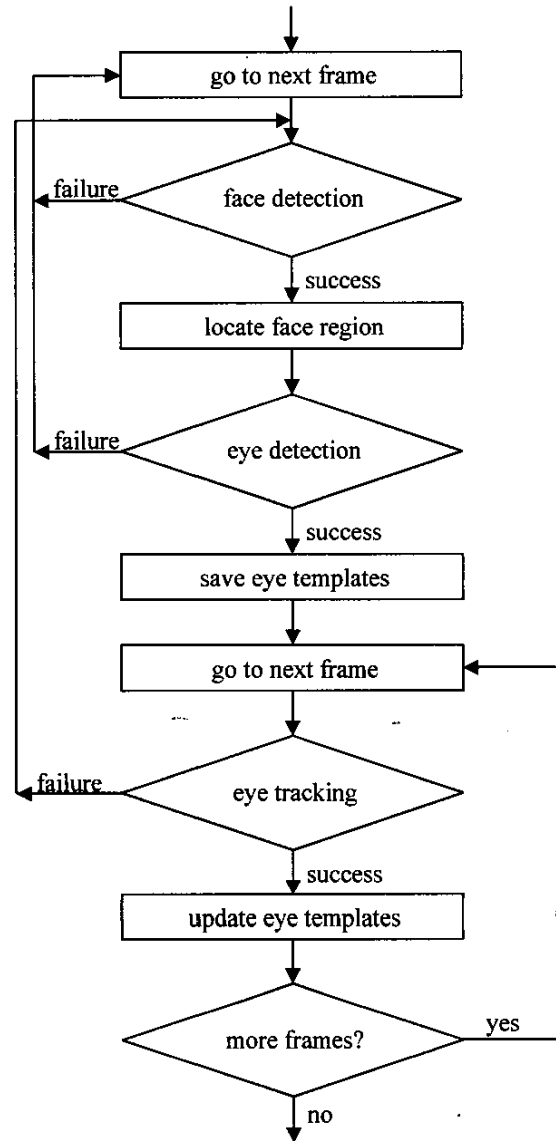 go to next frame
failure
face detection
success
locate face region
failure
eye detection
success
save eye templates
go to next frame
failure
eye tracking
success
update eye templates
more frames?
yes
no